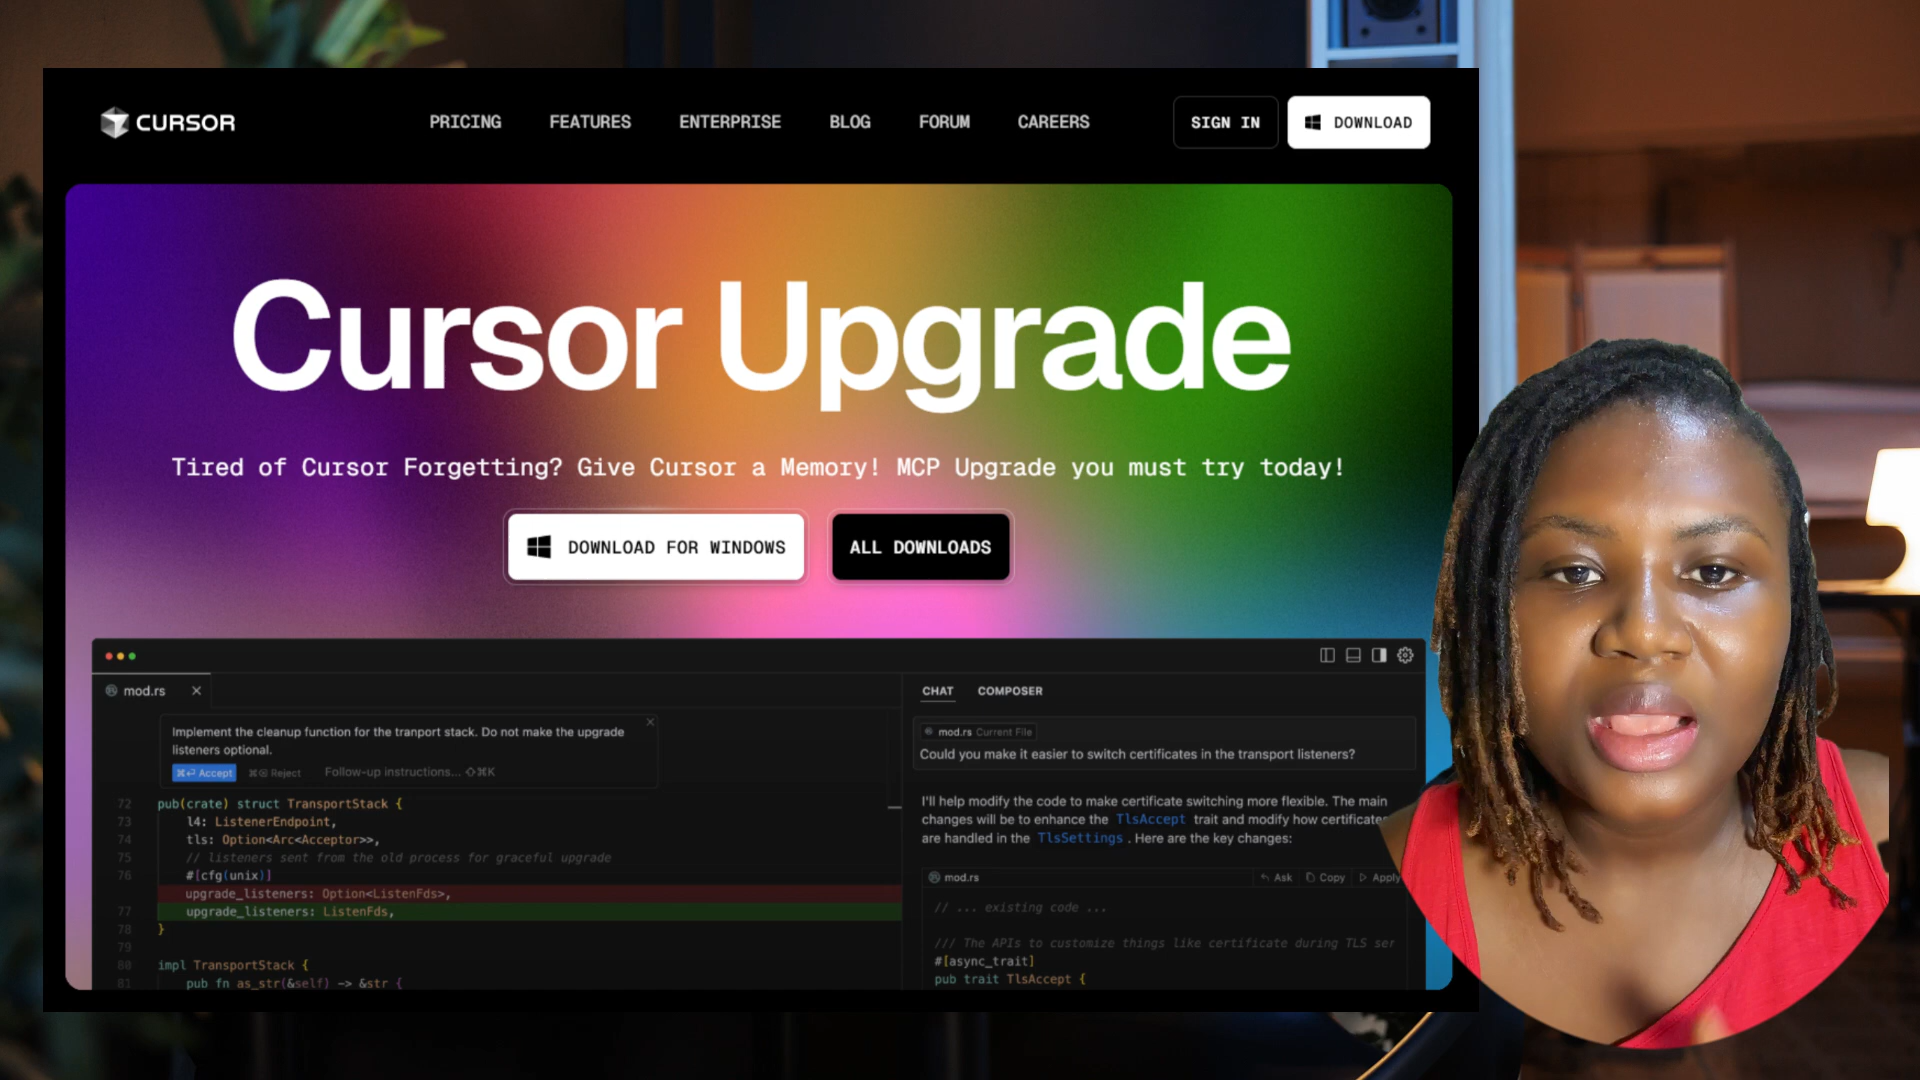 CURSOR
PRICING
FEATURES
ENTERPRISE
BLOG
FORUM
CAREERS
SIGN IN
DOWNLOAD
Cursor Upgrade
Tired of Cursor Forgetting? Give Cursor a Memory! MCP Upgrade you must try today!
DOWNLOAD FOR WINDOWS
ALL DOWNLOADS
mod.rs
Implement the cleanup function for the tranport stack. Do not make the upgrade
listeners optional.
⌘⏎ Accept
⌘⌫ Reject
Follow-up instructions... ⇧⌘K
72 pub(crate) struct TransportStack {
73 l4: ListenerEndpoint,
74 tls: Option<Arc<Acceptor>>,
75 // listeners sent from the old process for graceful upgrade
76 #[cfg(unix)]
upgrade_listeners: Option<ListenFds>,
77 upgrade_listeners: ListenFds,
78 }
79
80 impl TransportStack {
81 pub fn as_str(&self) -> &str {
CHAT
COMPOSER
mod.rs Current File
Could you make it easier to switch certificates in the transport listeners?
I'll help modify the code to make certificate switching more flexible. The main
changes will be to enhance the TlsAccept trait and modify how certificates
are handled in the TlsSettings . Here are the key changes:
mod.rs
Ask
Copy
Apply
// ... existing code ...
/// The APIs to customize things like certificate during TLS ser
#[async_trait]
pub trait TlsAccept {